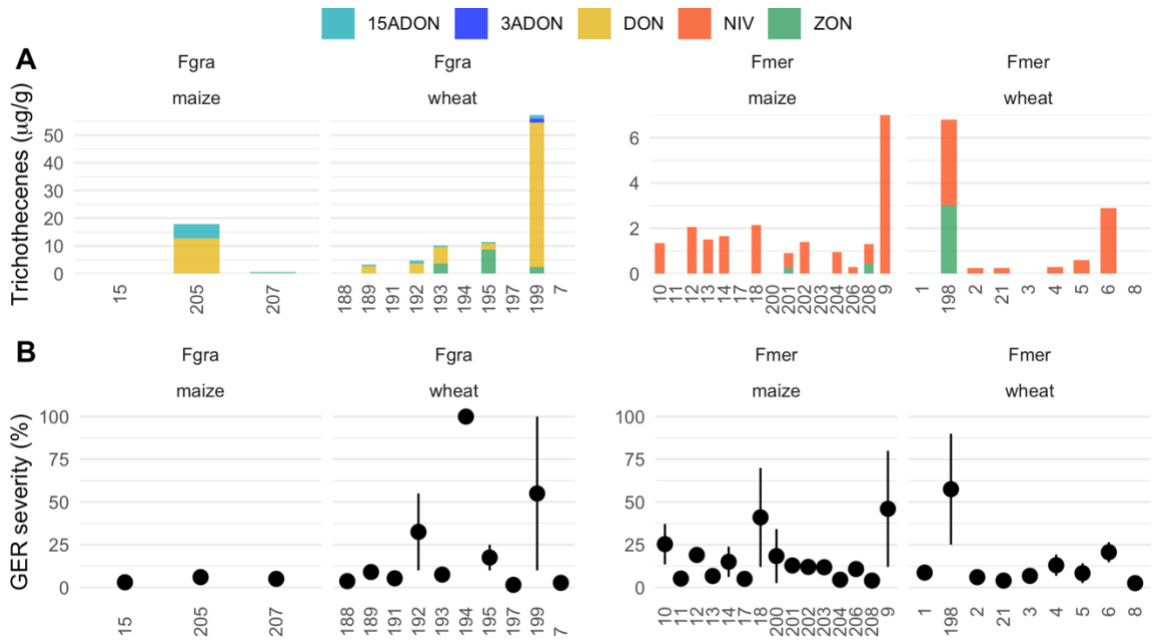 15ADON 3ADON DON NIV ZON
A
Fgra Fgra Fmer Fmer
maize wheat maize wheat
Trichothecenes (μg/g)
50
40
30
20
10
0
6
4
2
0
15 205 207
188 189 191 192 193 194 195 197 199 7
10 11 12 13 14 17 18 200 201 202 203 204 206 208 9
1 198 2 21 3 4 5 6 8
B
Fgra Fgra Fmer Fmer
maize wheat maize wheat
GER severity (%)
100
75
50
25
0
100
75
50
25
0
15 205 207
188 189 191 192 193 194 195 197 199 7
10 11 12 13 14 17 18 200 201 202 203 204 206 208 9
1 198 2 21 3 4 5 6 8